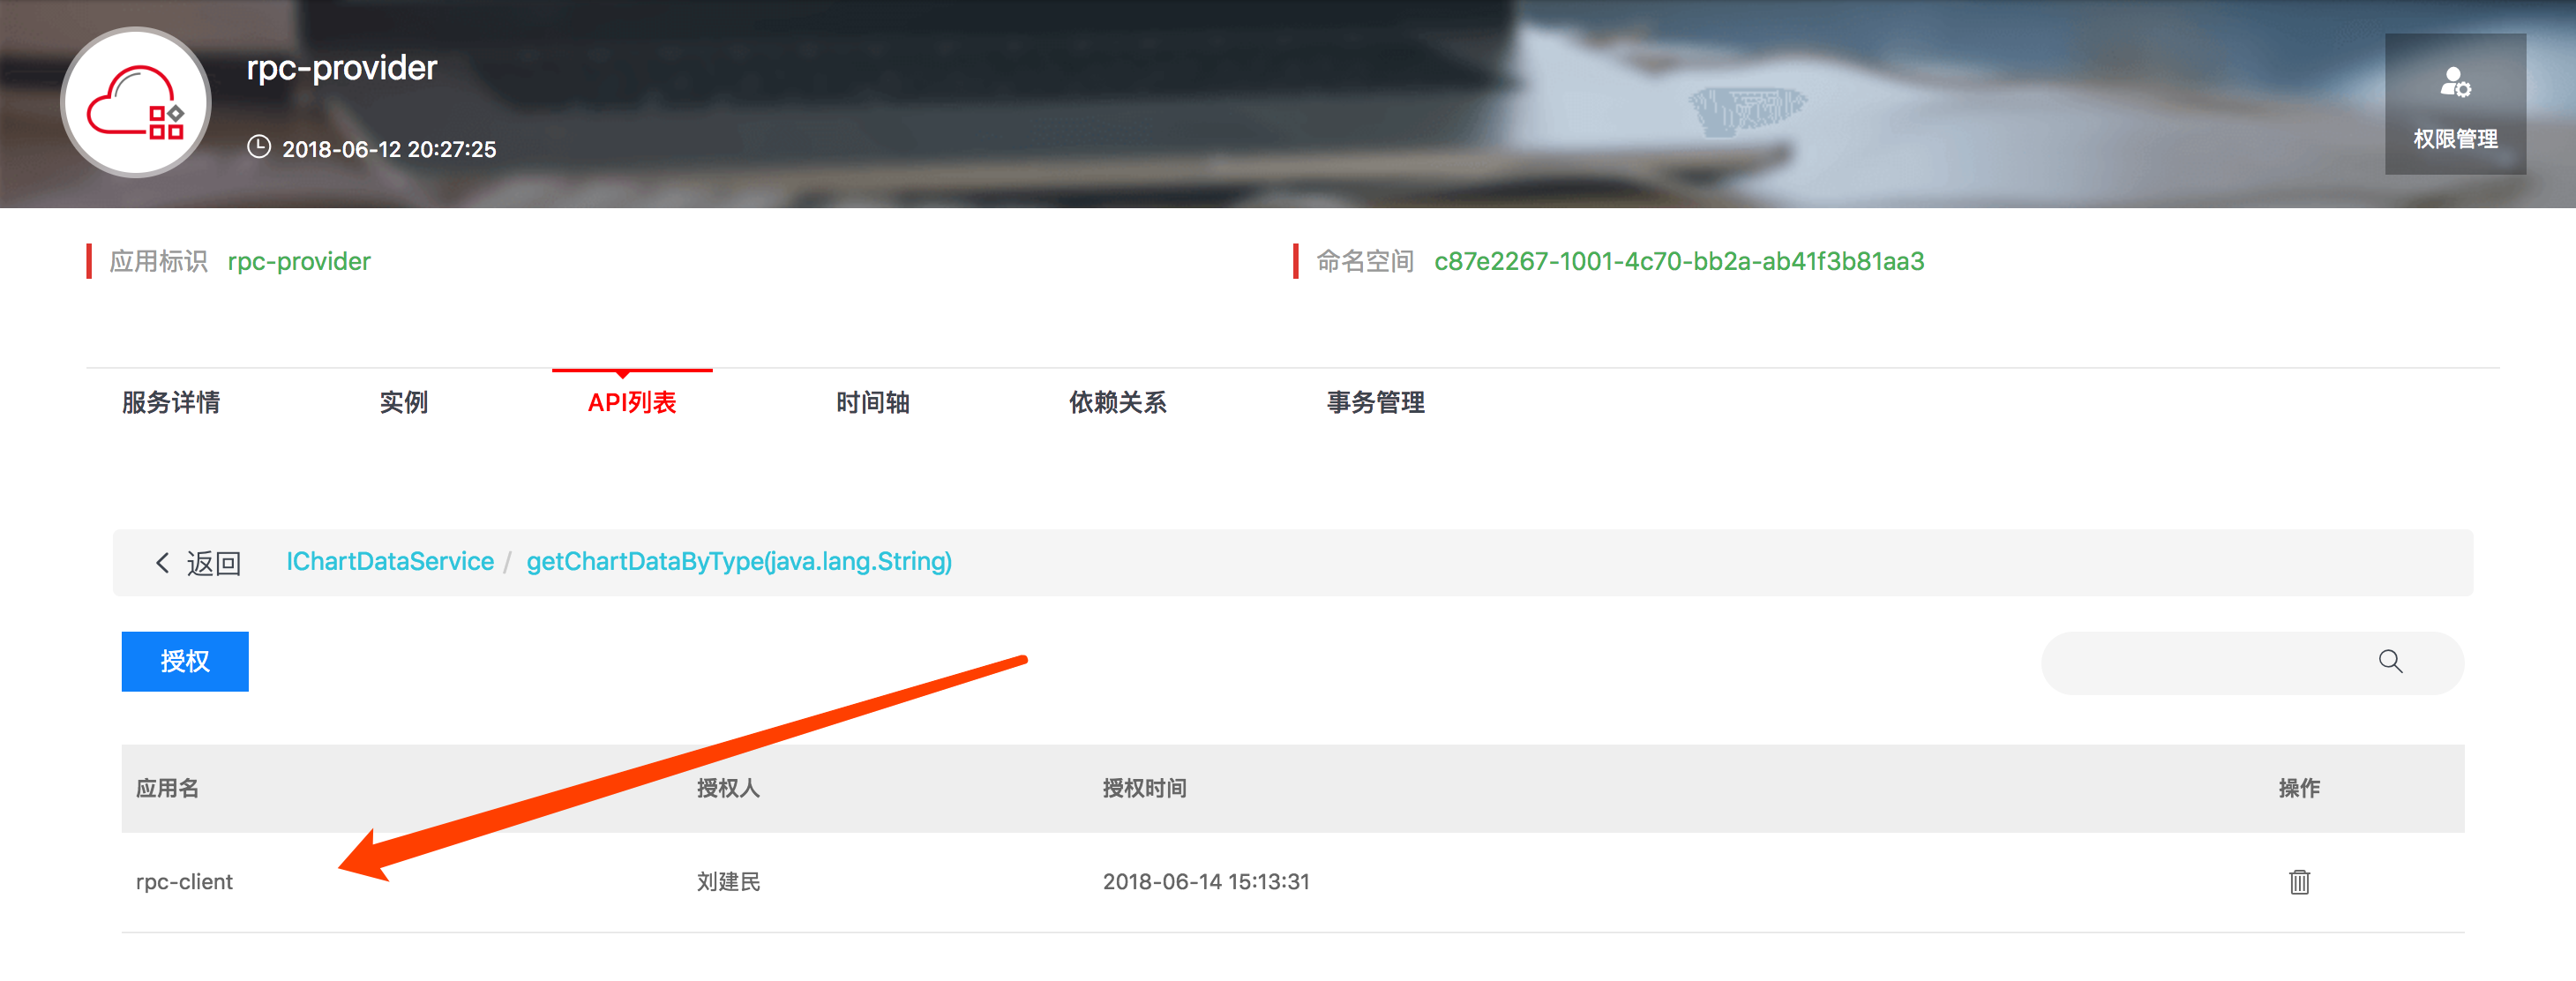 rpc-provider
2018-06-12 20:27:25
权限管理
应用标识 rpc-provider
命名空间 c87e2267-1001-4c70-bb2a-ab41f3b81aa3
服务详情 实例 API列表 时间轴 依赖关系 事务管理
返回 IChartDataService / getChartDataByType(java.lang.String)
授权
应用名 授权人 授权时间 操作
rpc-client 刘建民 2018-06-14 15:13:31